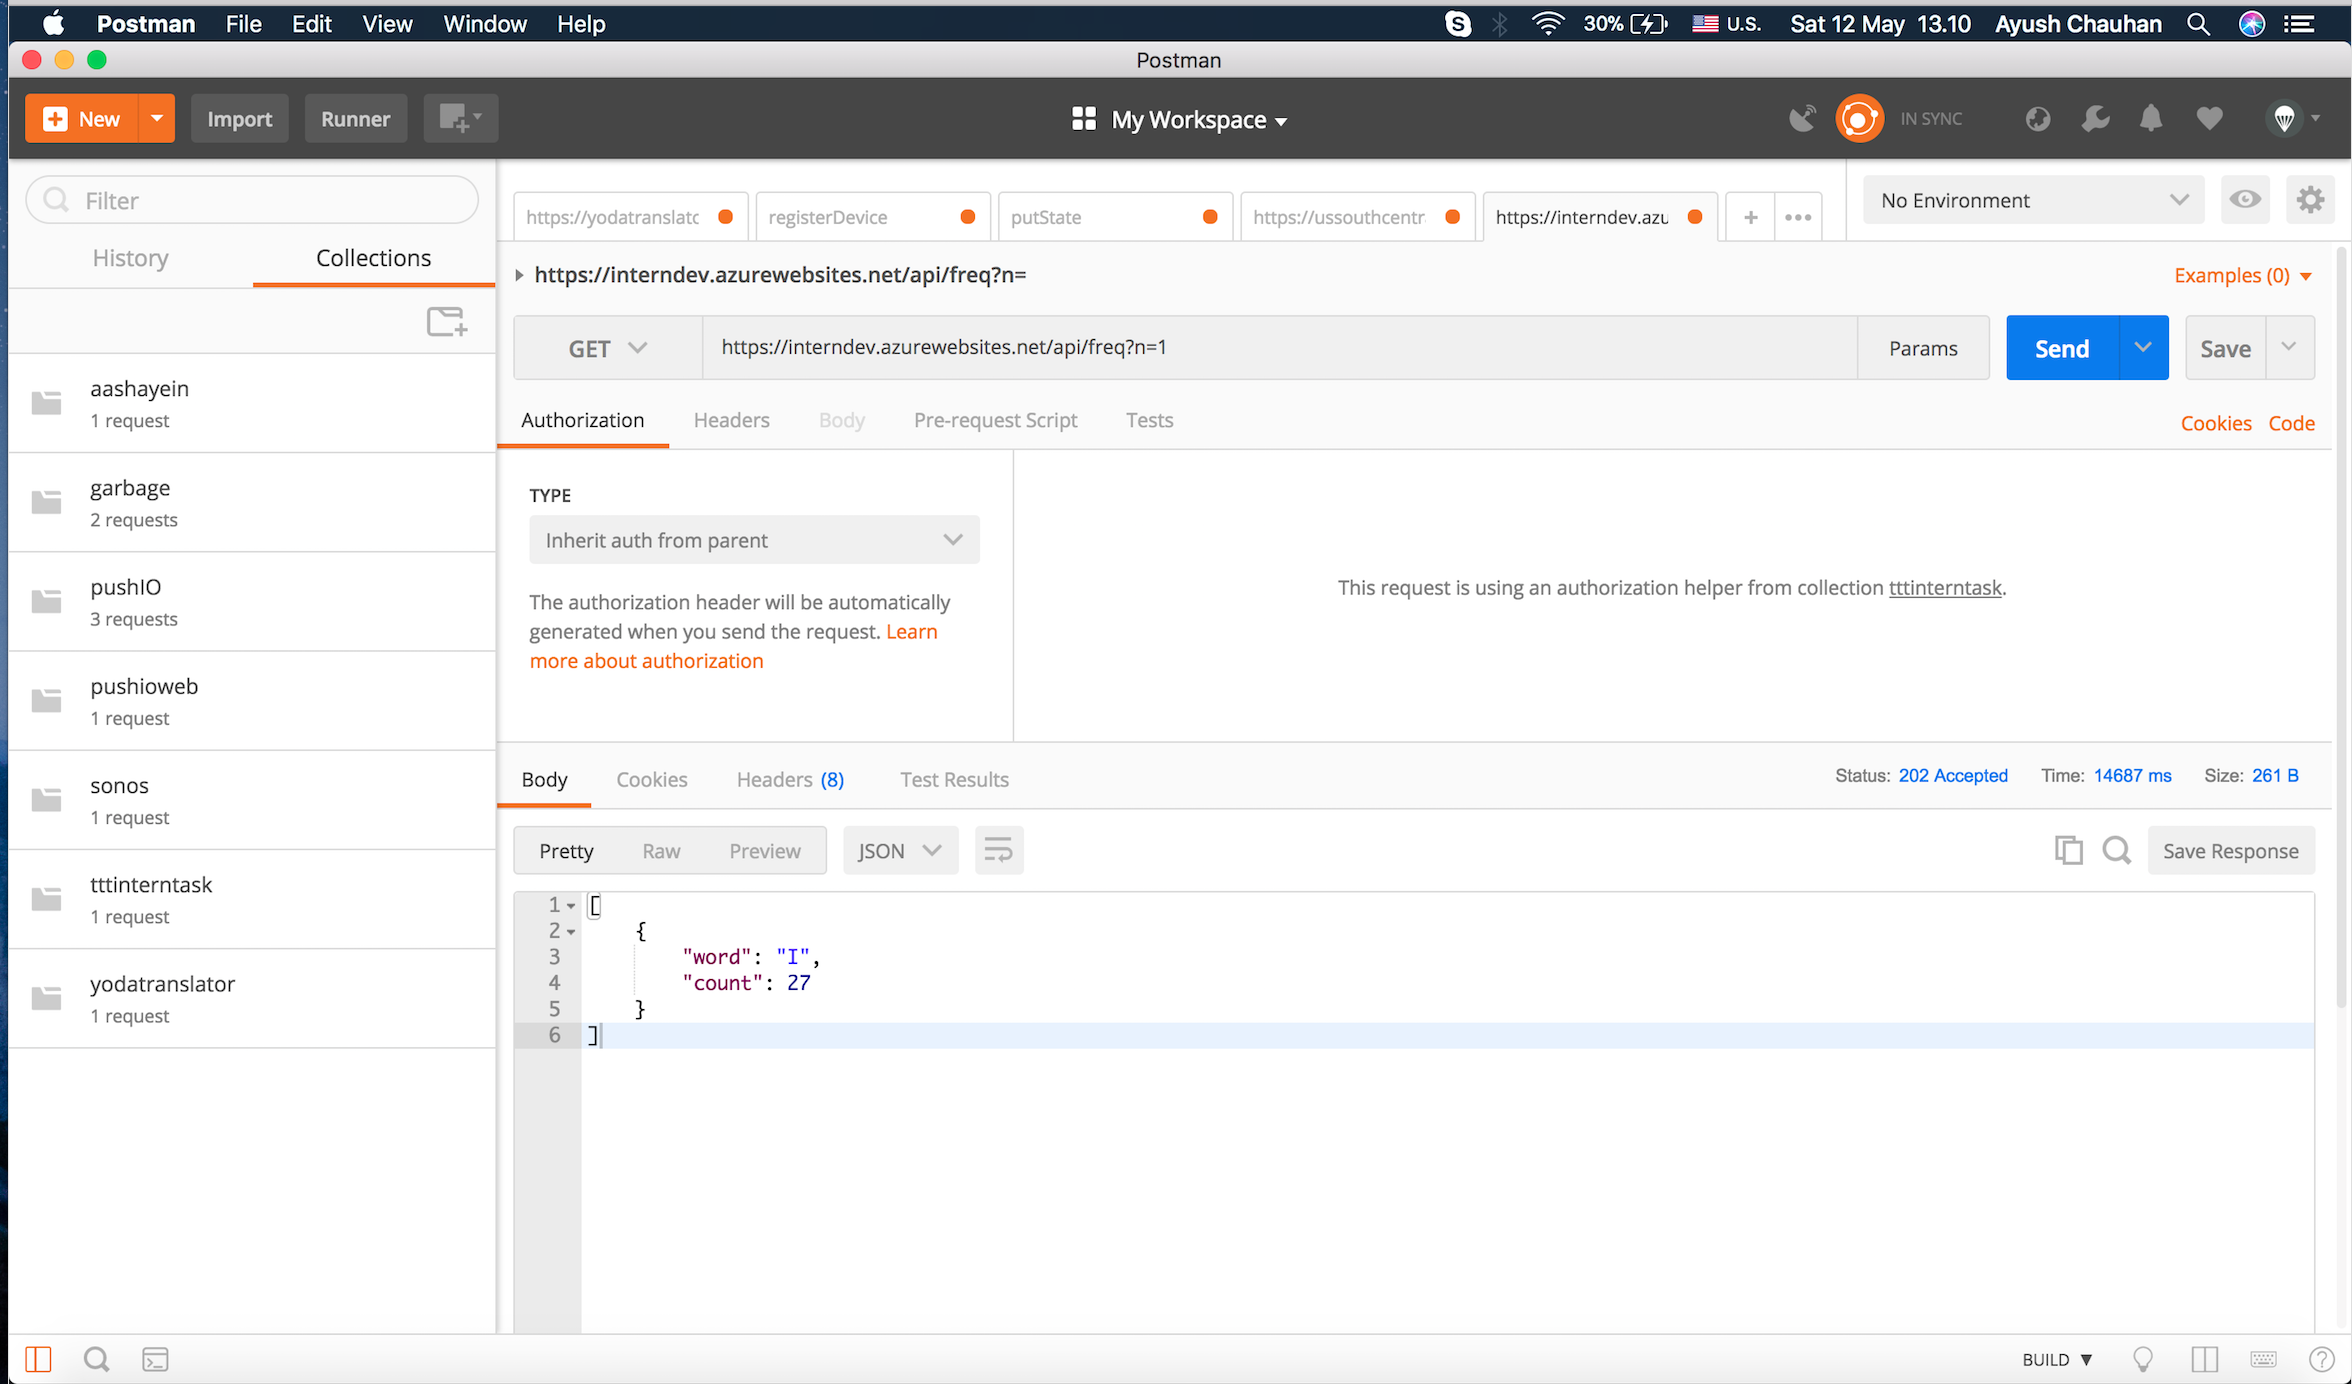 Postman File Edit View Window Help 30% U.S. Sat 12 May 13.10 Ayush Chauhan
Postman
New Import Runner My Workspace IN SYNC
Filter
History Collections
aashayein
1 request
garbage
2 requests
pushIO
3 requests
pushioweb
1 request
sonos
1 request
tttinterntask
1 request
yodatranslator
1 request
https://yodatranslatc registerDevice putState https://ussouthcentr https://interndev.azu + •••
No Environment
https://interndev.azurewebsites.net/api/freq?n=
Examples (0)
GET https://interndev.azurewebsites.net/api/freq?n=1 Params Send Save
Authorization Headers Body Pre-request Script Tests Cookies Code
TYPE
Inherit auth from parent
The authorization header will be automatically
generated when you send the request. Learn
more about authorization
This request is using an authorization helper from collection tttinterntask.
Body Cookies Headers (8) Test Results Status: 202 Accepted Time: 14687 ms Size: 261 B
Pretty Raw Preview JSON Save Response
1 [
2 {
3 "word": "I",
4 "count": 27
5 }
6 ]
BUILD